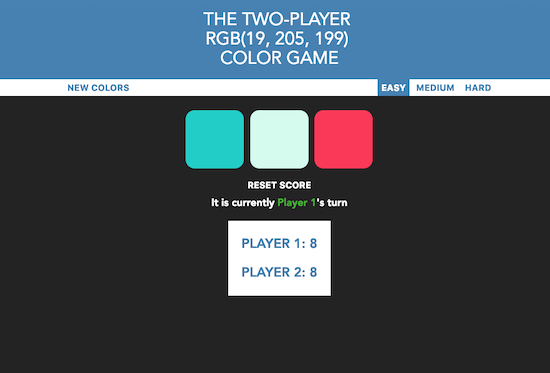 THE TWO-PLAYER
RGB(19, 205, 199)
COLOR GAME
NEW COLORS EASY MEDIUM HARD
RESET SCORE
It is currently Player 1's turn
PLAYER 1: 8
PLAYER 2: 8